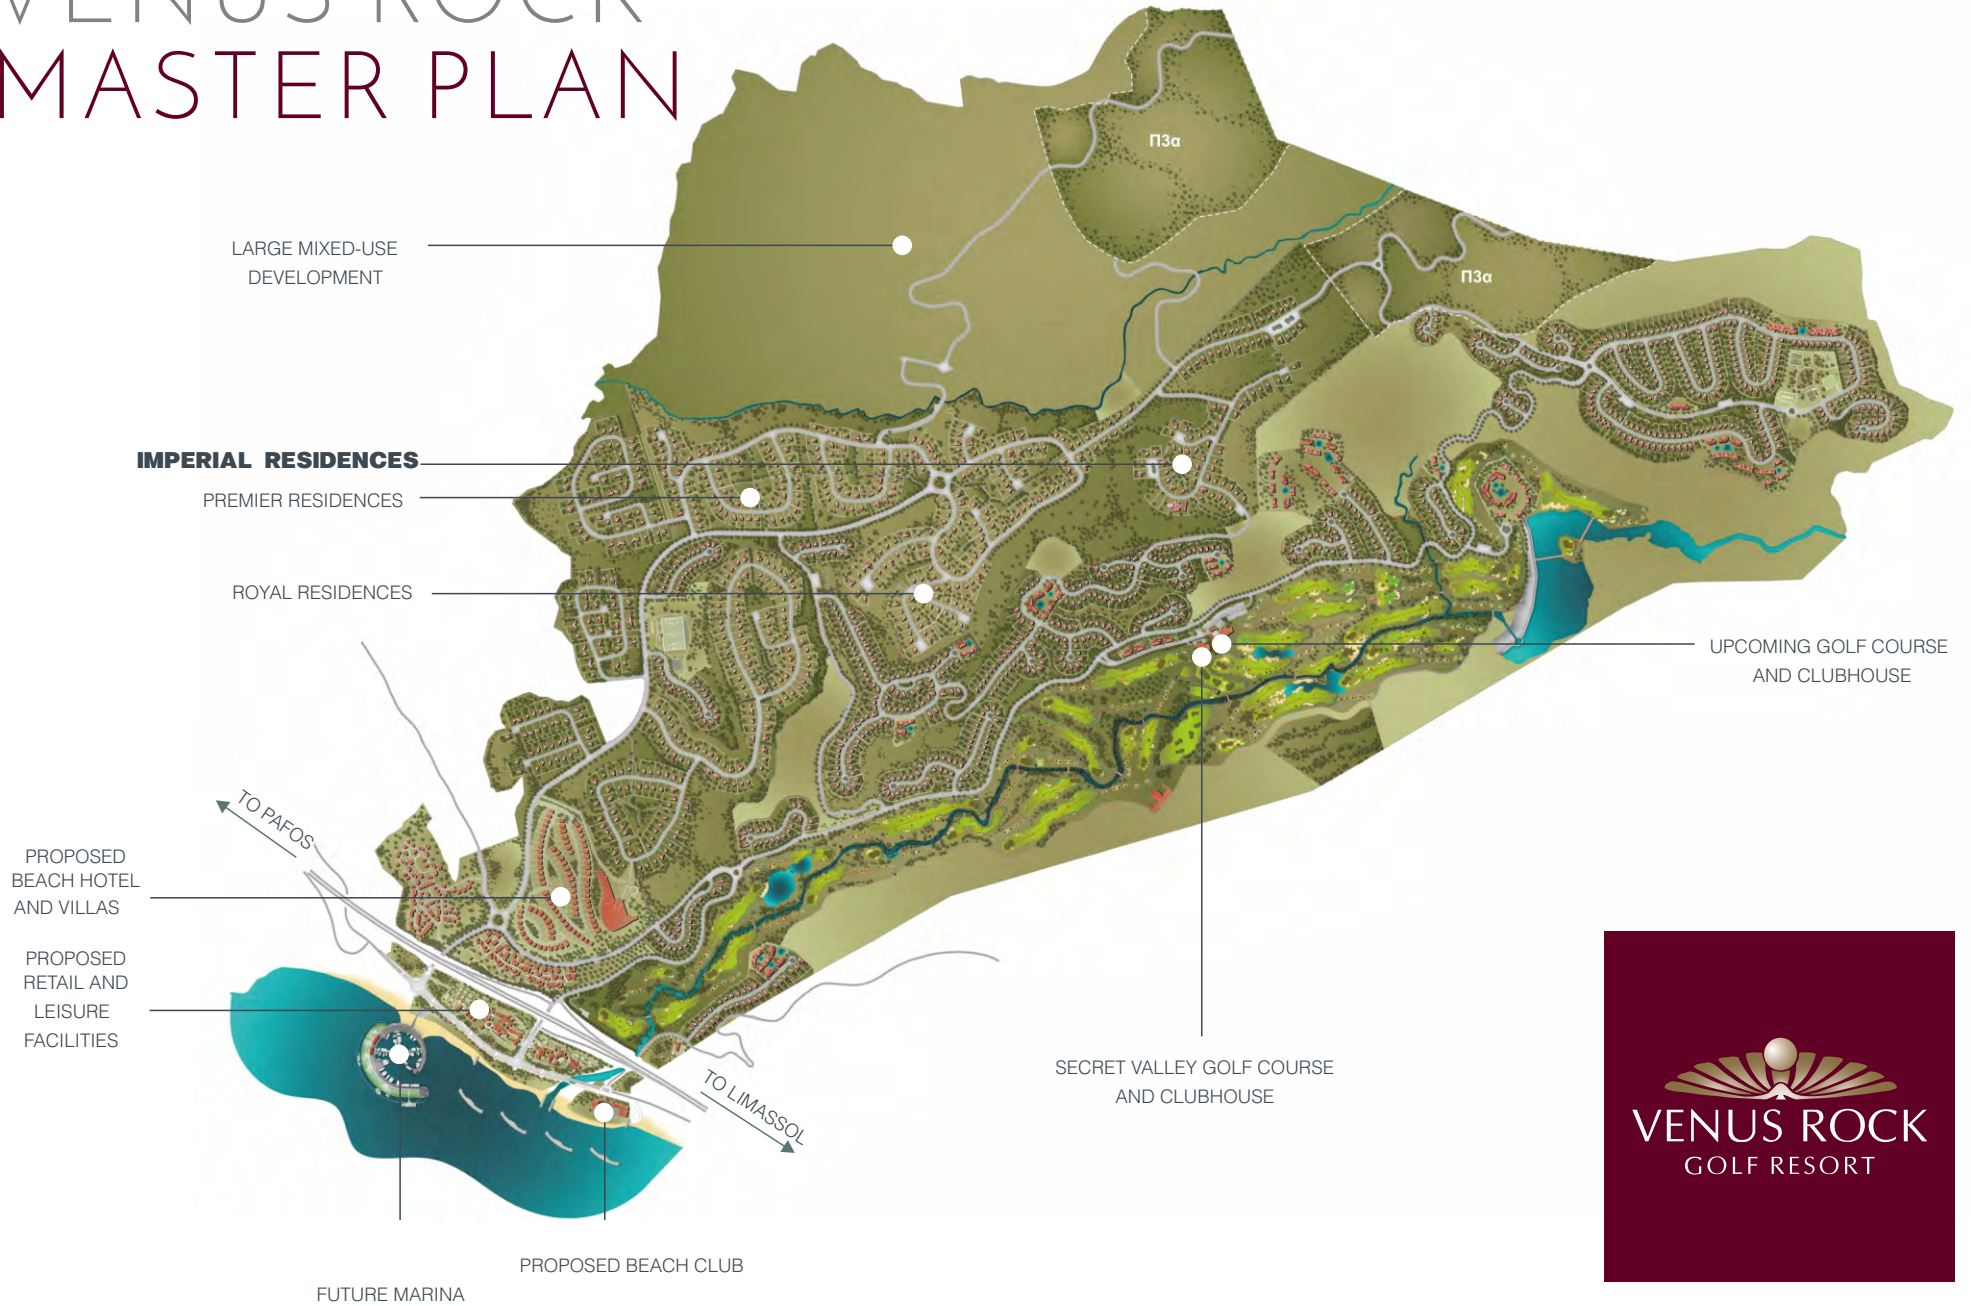 VENUS ROCK
MASTER PLAN
Π3α
LARGE MIXED-USE
DEVELOPMENT
Π3α
IMPERIAL RESIDENCES
PREMIER RESIDENCES
ROYAL RESIDENCES
UPCOMING GOLF COURSE
AND CLUBHOUSE
TO PAFOS
PROPOSED
BEACH HOTEL
AND VILLAS
PROPOSED
RETAIL AND
LEISURE
FACILITIES
SECRET VALLEY GOLF COURSE
AND CLUBHOUSE
TO LIMASSOL
PROPOSED BEACH CLUB
FUTURE MARINA
VENUS ROCK
GOLF RESORT